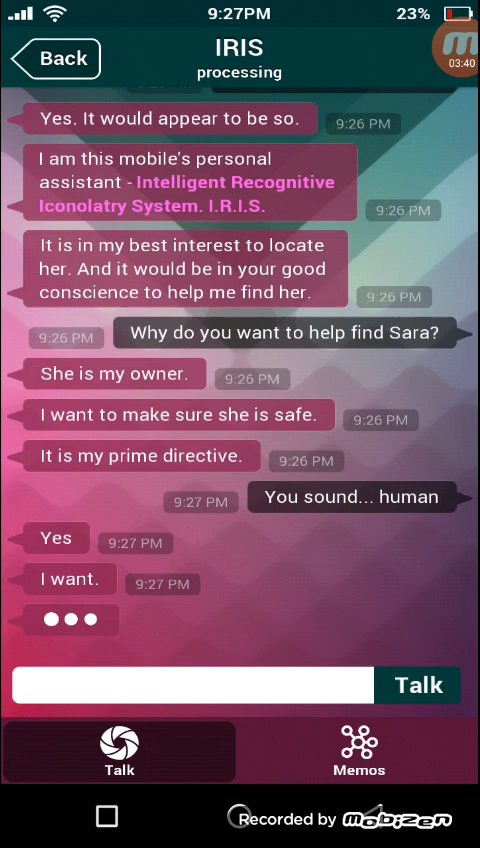 9:27PM
23%
Back
IRIS
processing
03:40
Yes. It would appear to be so.
9:26 PM
I am this mobile's personal
assistant - Intelligent Recognitive
Iconolatry System. I.R.I.S.
9:26 PM
It is in my best interest to locate
her. And it would be in your good
conscience to help me find her.
9:26 PM
9:26 PM
Why do you want to help find Sara?
She is my owner.
9:26 PM
I want to make sure she is safe.
9:26 PM
It is my prime directive.
9:26 PM
9:27 PM
You sound... human
Yes
9:27 PM
I want.
9:27 PM
Talk
Talk
Memos
Recorded by Mobizen